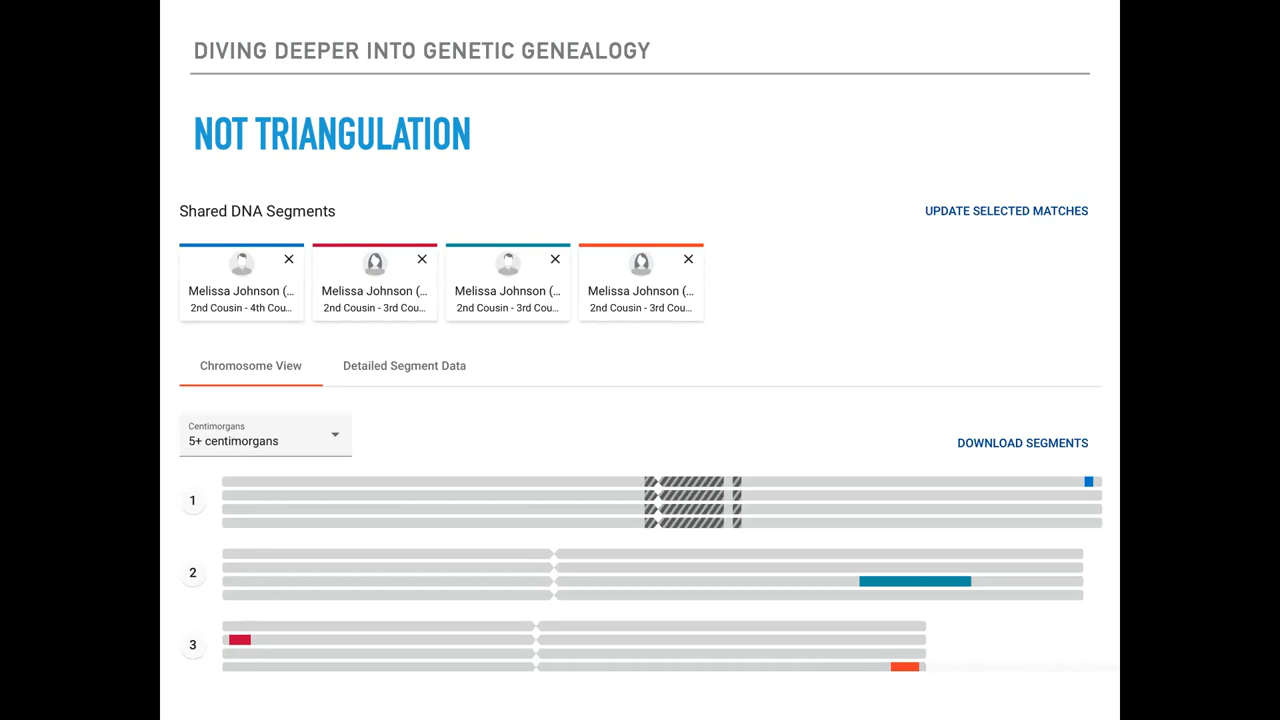 DIVING DEEPER INTO GENETIC GENEALOGY
NOT TRIANGULATION
Shared DNA Segments
UPDATE SELECTED MATCHES
Melissa Johnson (... Melissa Johnson (... Melissa Johnson (... Melissa Johnson (...
2nd Cousin - 4th Cou... 2nd Cousin - 3rd Cou... 2nd Cousin - 3rd Cou... 2nd Cousin - 3rd Cou...
Chromosome View Detailed Segment Data
Centimorgans
5+ centimorgans
DOWNLOAD SEGMENTS
1
2
3